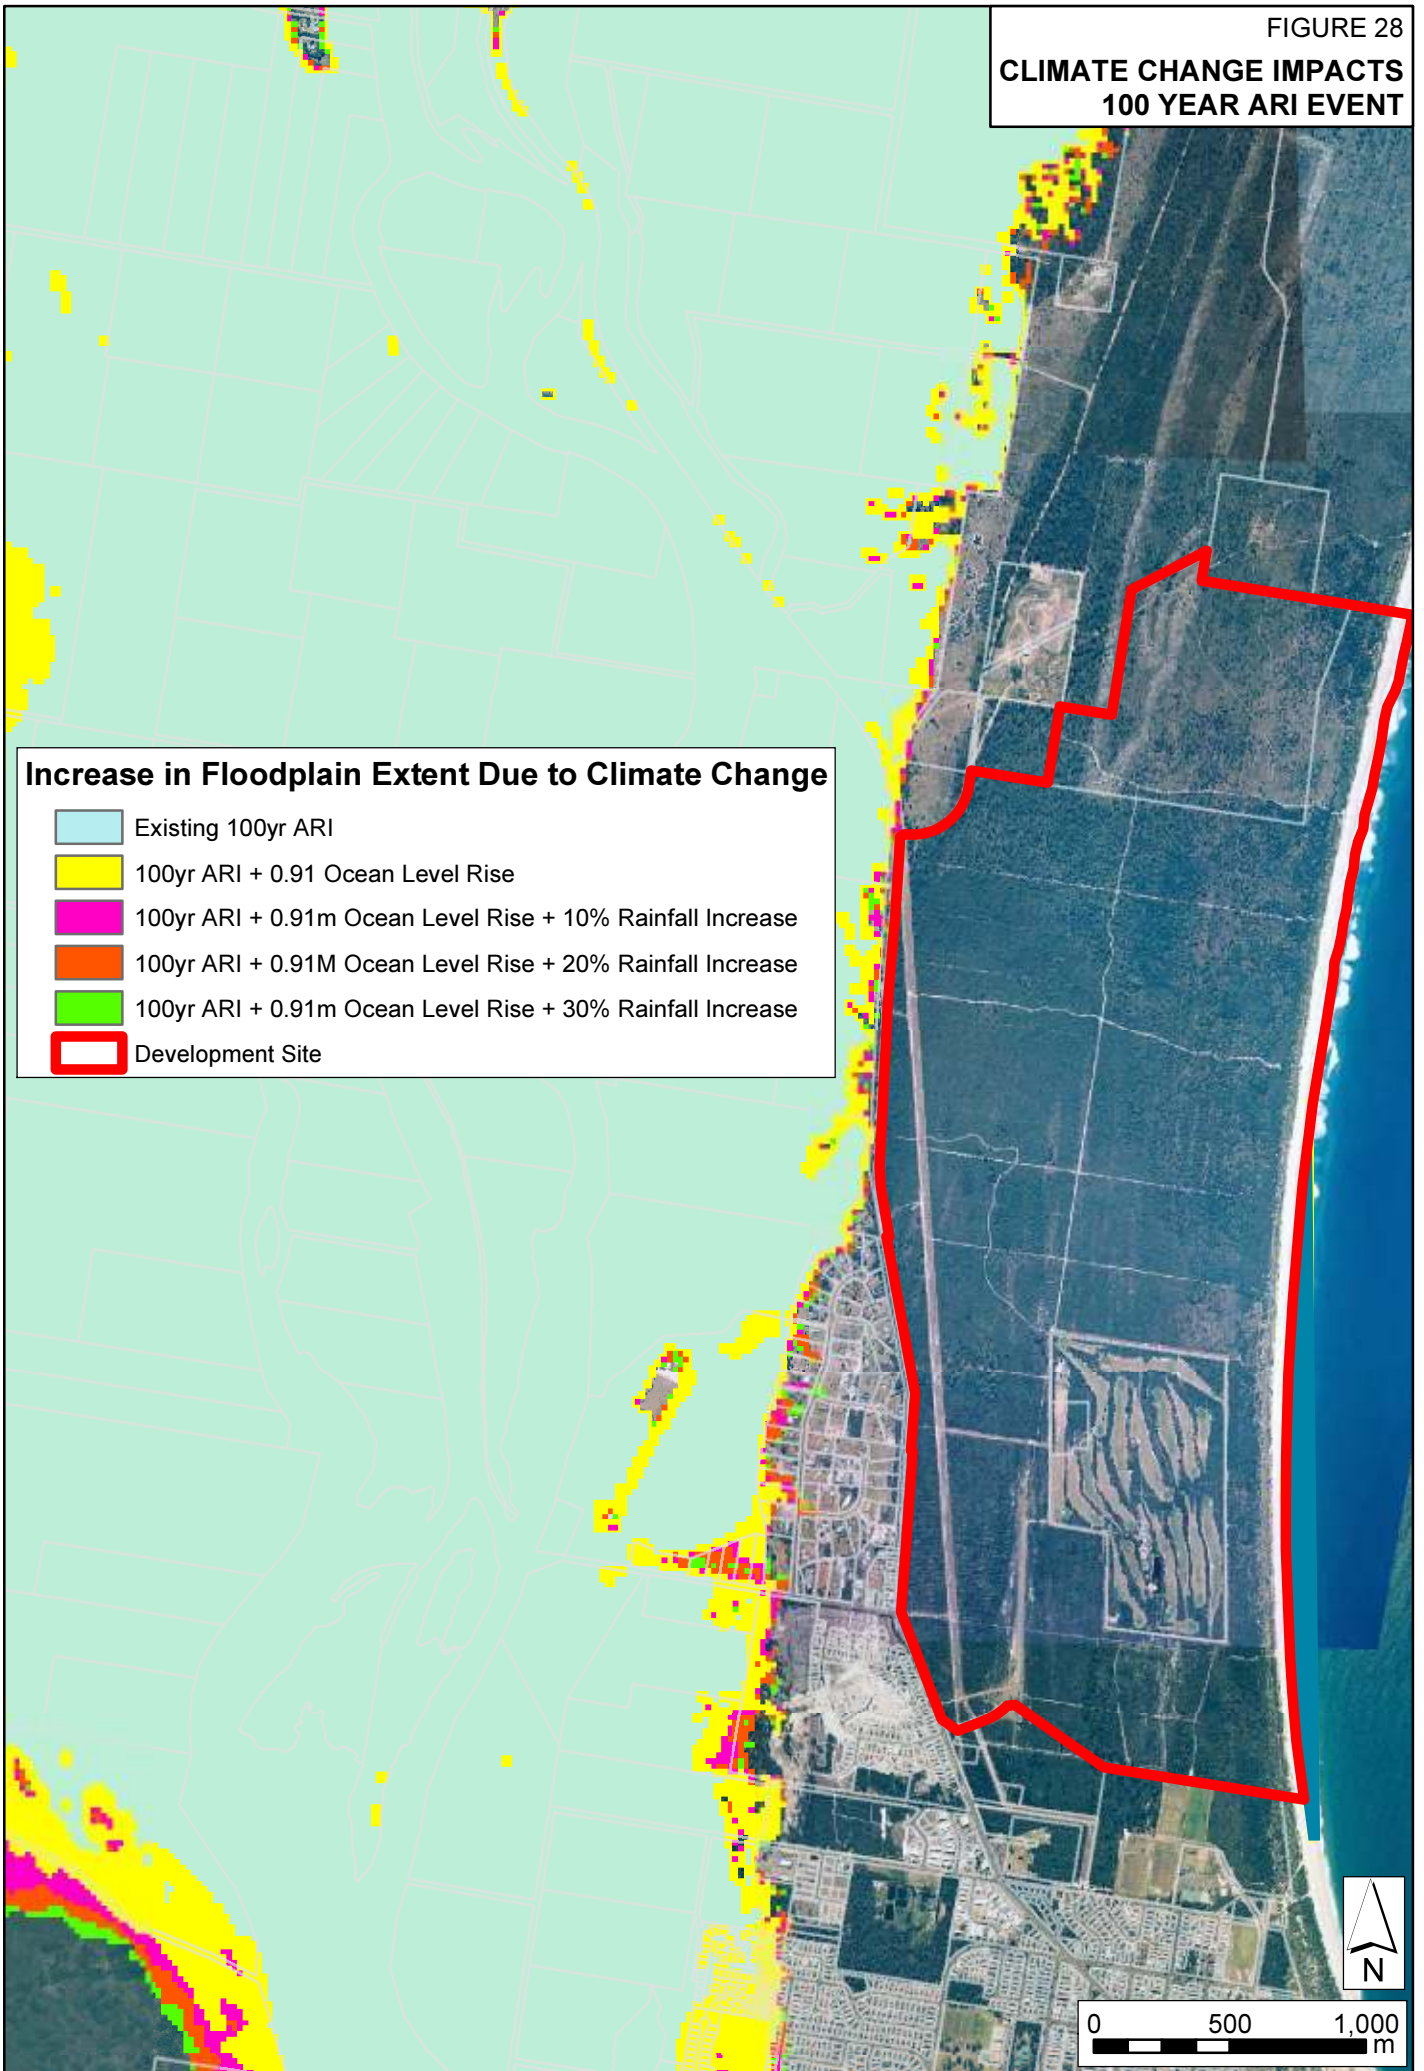 FIGURE 28
CLIMATE CHANGE IMPACTS
100 YEAR ARI EVENT
Increase in Floodplain Extent Due to Climate Change
Existing 100yr ARI
100yr ARI + 0.91 Ocean Level Rise
100yr ARI + 0.91m Ocean Level Rise + 10% Rainfall Increase
100yr ARI + 0.91M Ocean Level Rise + 20% Rainfall Increase
100yr ARI + 0.91m Ocean Level Rise + 30% Rainfall Increase
Development Site
N
0 500 1,000
m